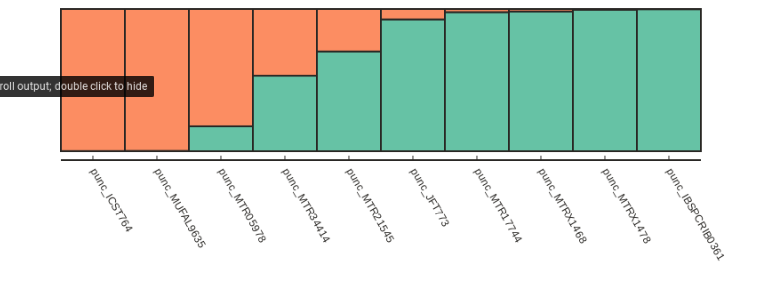 roll output; double click to hide
punc_ICST764
punc_MUFAL9635
punc_MTR05978
punc_MTR34414
punc_MTR21545
punc_JFT773
punc_MTR17744
punc_MTRX1468
punc_MTRX1478
punc_IBSPCRIB0361